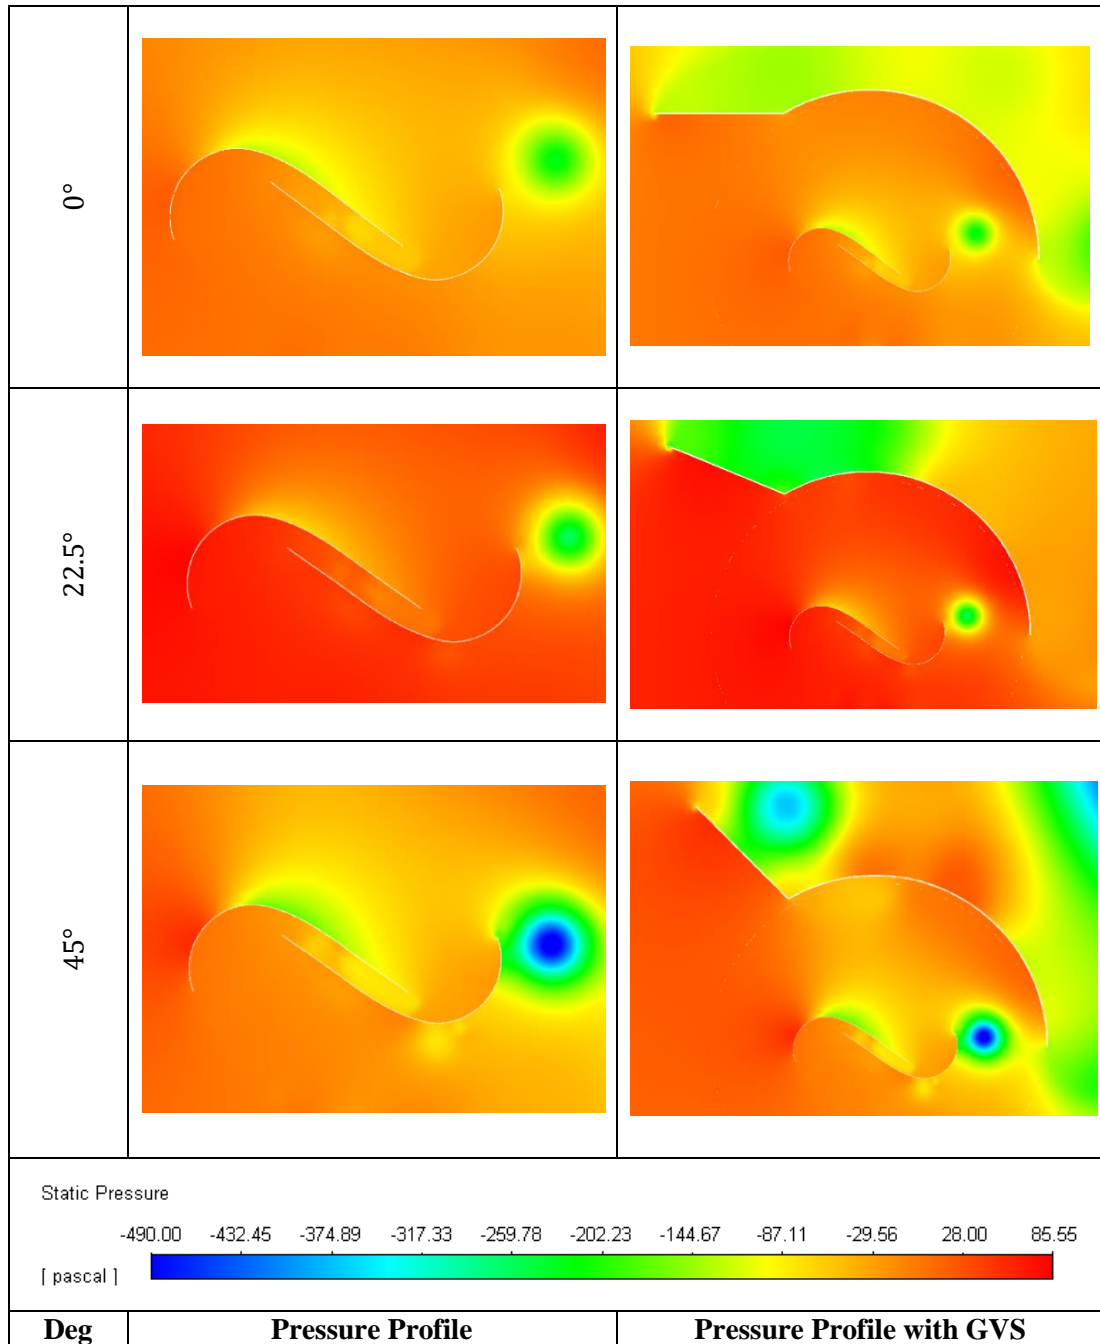 0°
22.5°
45°
Static Pressure
-490.00 -432.45 -374.89 -317.33 -259.78 -202.23 -144.67 -87.11 -29.56 28.00 85.55
[ pascal ]
Deg Pressure Profile Pressure Profile with GVS